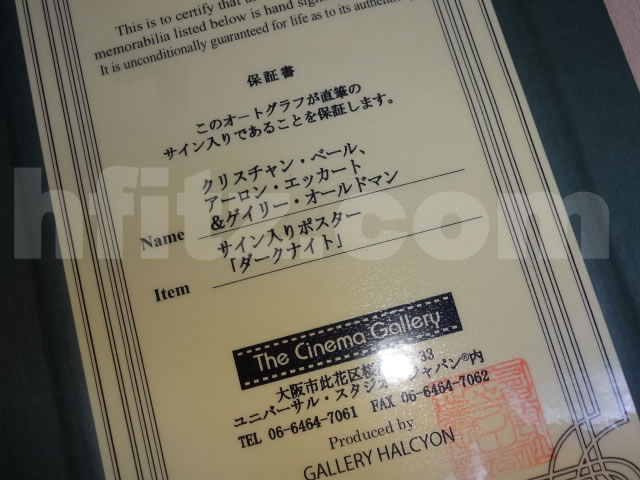 This is to certify that
memorabilia listed below is hand sign
It is unconditionally guaranteed for life as to its authen
保証書
このオートグラフが直筆の
サイン入りであることを保証します。
クリスチャン・ベール、
アーロン・エッカート
Name &ゲイリー・オールドマン
サイン入りポスター
Item 「ダークナイト」
hfitz.com
The Cinema Gallery
大阪市此花区桜 33
ユニバーサル・スタジオ・ジャパン®内
TEL 06-6464-7061 FAX 06-6464-7062
Produced by
GALLERY HALCYON